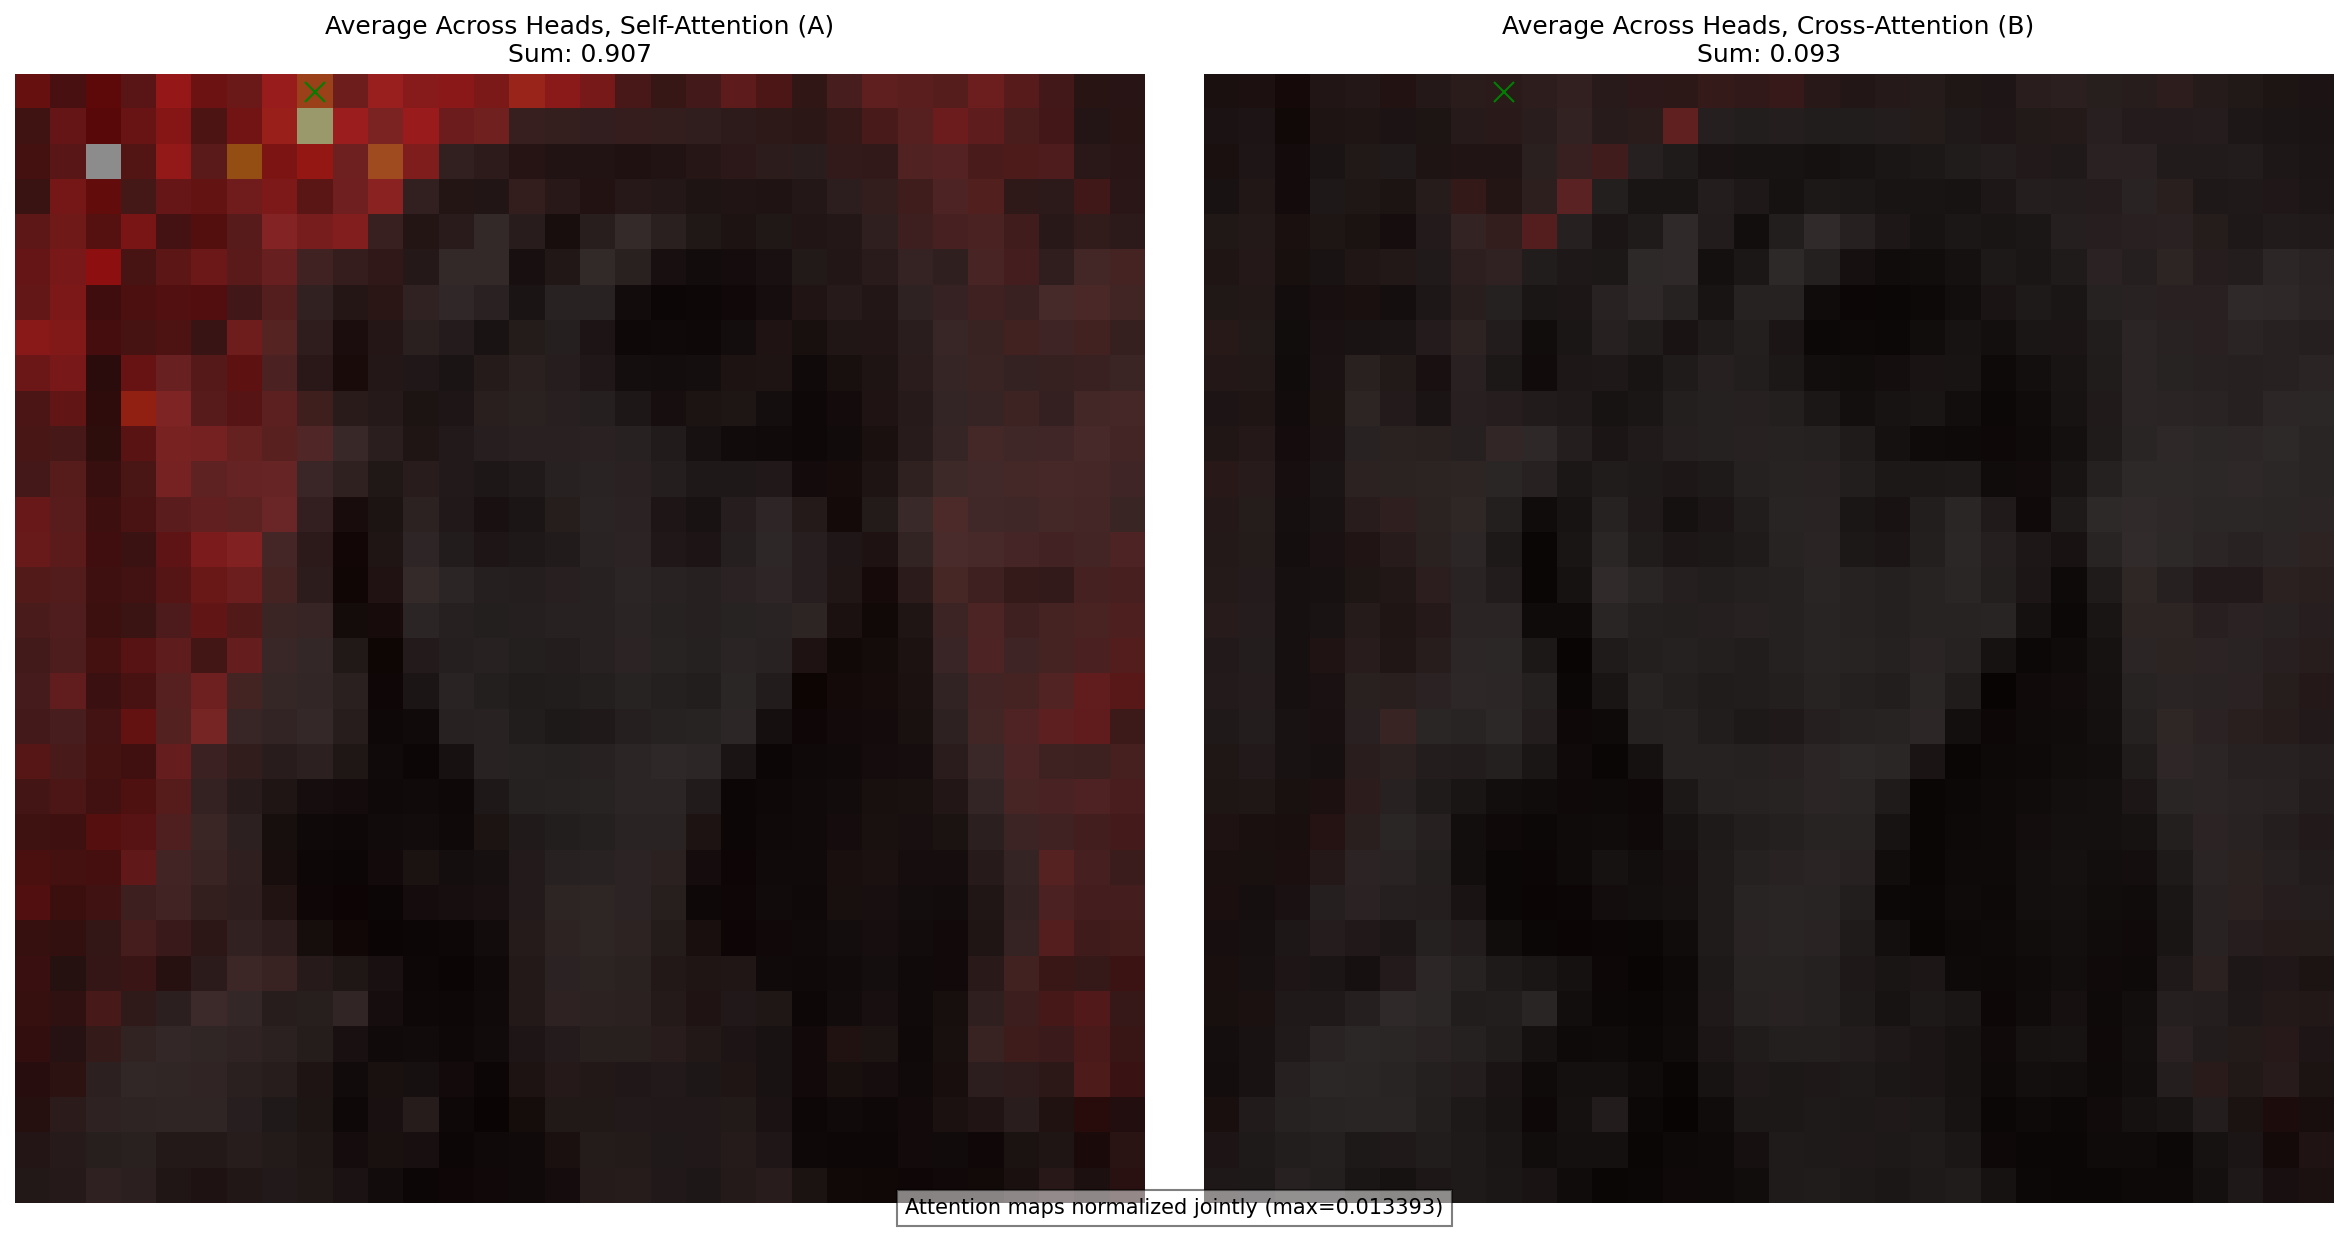 Average Across Heads, Self-Attention (A)
Sum: 0.907
Average Across Heads, Cross-Attention (B)
Sum: 0.093
Attention maps normalized jointly (max=0.013393)